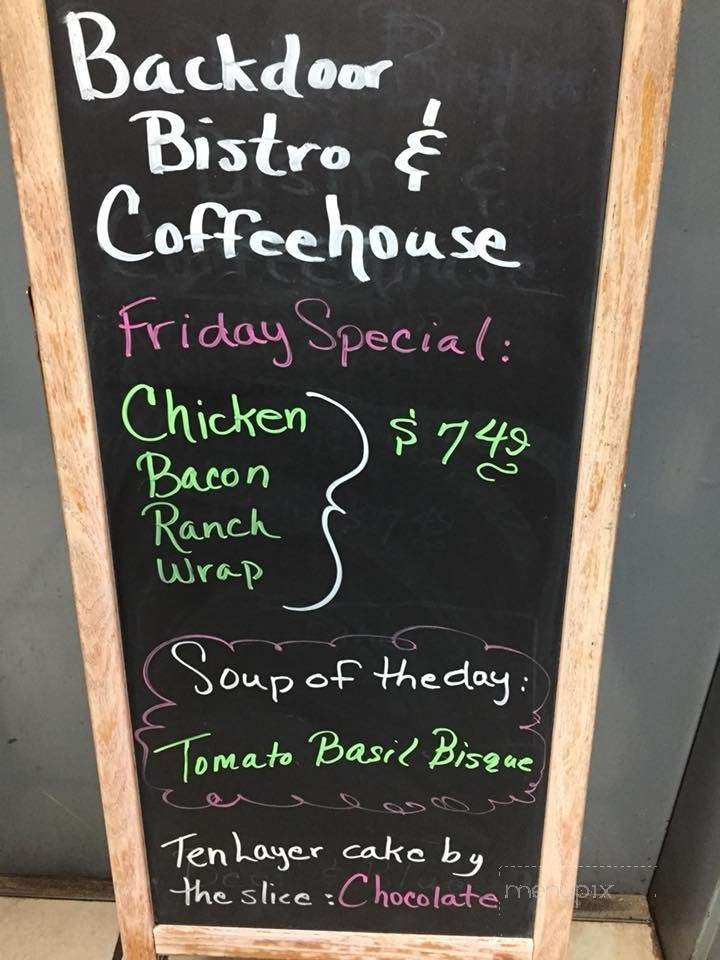 Backdoor
Bistro &
Coffeehouse
Friday Special:
Chicken
Bacon
Ranch
Wrap
$ 7 49
Soup of the day:
Tomato Basil Bisque
Ten Layer cake by
the slice : Chocolate
menupix